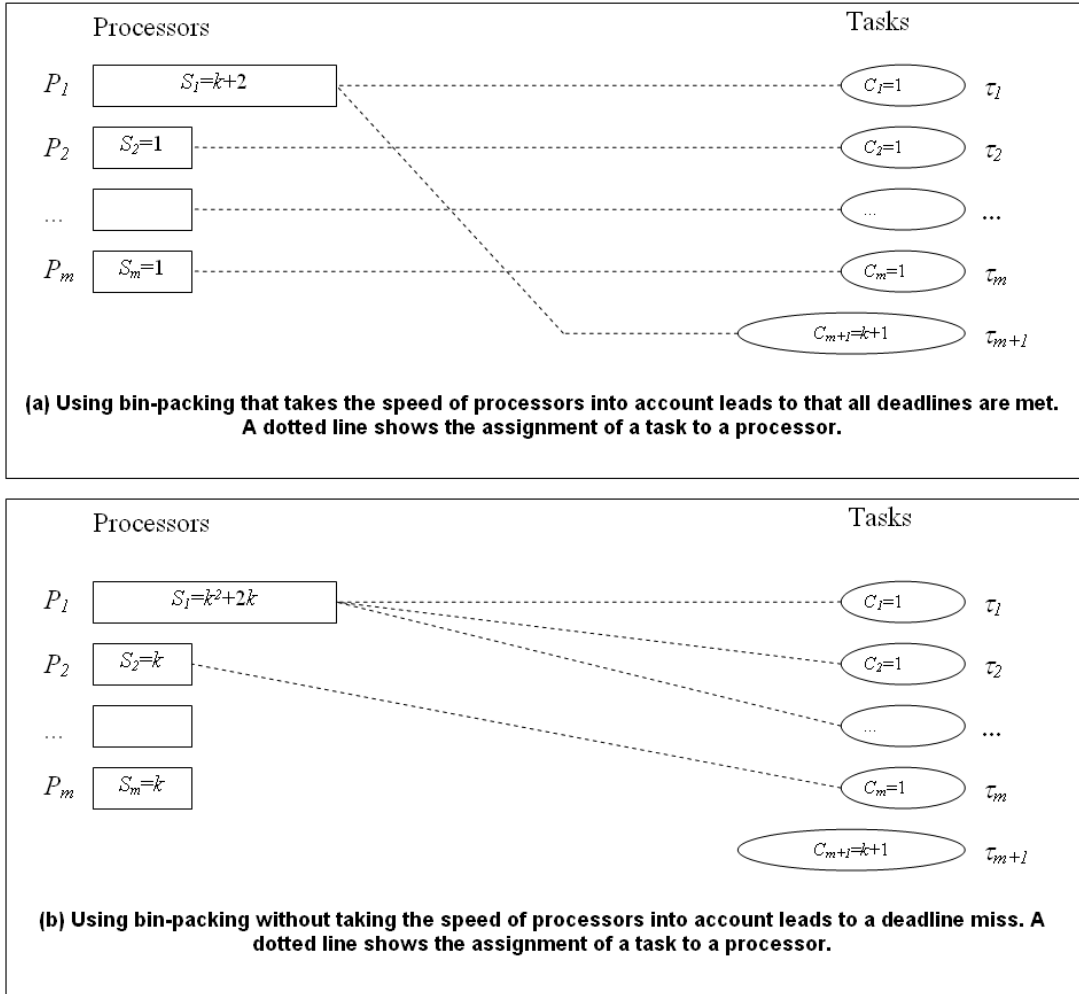 Processors Tasks
P1 S1=k+2 C1=1 τ1
P2 S2=1 C2=1 τ2
... ... ...
Pm Sm=1 Cm=1 τm
Cm+1=k+1 τm+1
(a) Using bin-packing that takes the speed of processors into account leads to that all deadlines are met.
A dotted line shows the assignment of a task to a processor.
Processors Tasks
P1 S1=k²+2k C1=1 τ1
P2 S2=k C2=1 τ2
... ... ...
Pm Sm=k Cm=1 τm
Cm+1=k+1 τm+1
(b) Using bin-packing without taking the speed of processors into account leads to a deadline miss. A
dotted line shows the assignment of a task to a processor.